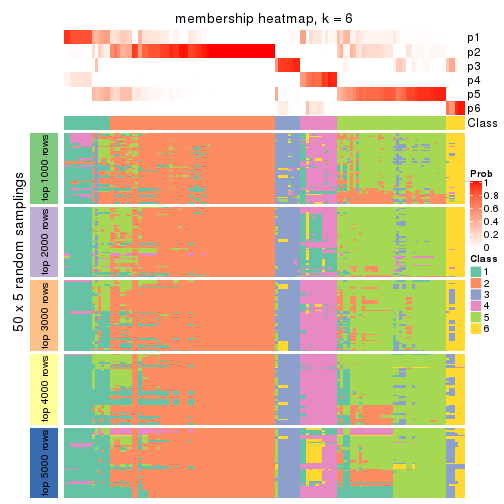 membership heatmap, k = 6
p1
p2
p3
p4
p5
p6
Class
50 x 5 random samplings
top 1000 rows
top 2000 rows
top 3000 rows
top 4000 rows
top 5000 rows
Prob
1
0.8
0.6
0.4
0.2
0
Class
1
2
3
4
5
6